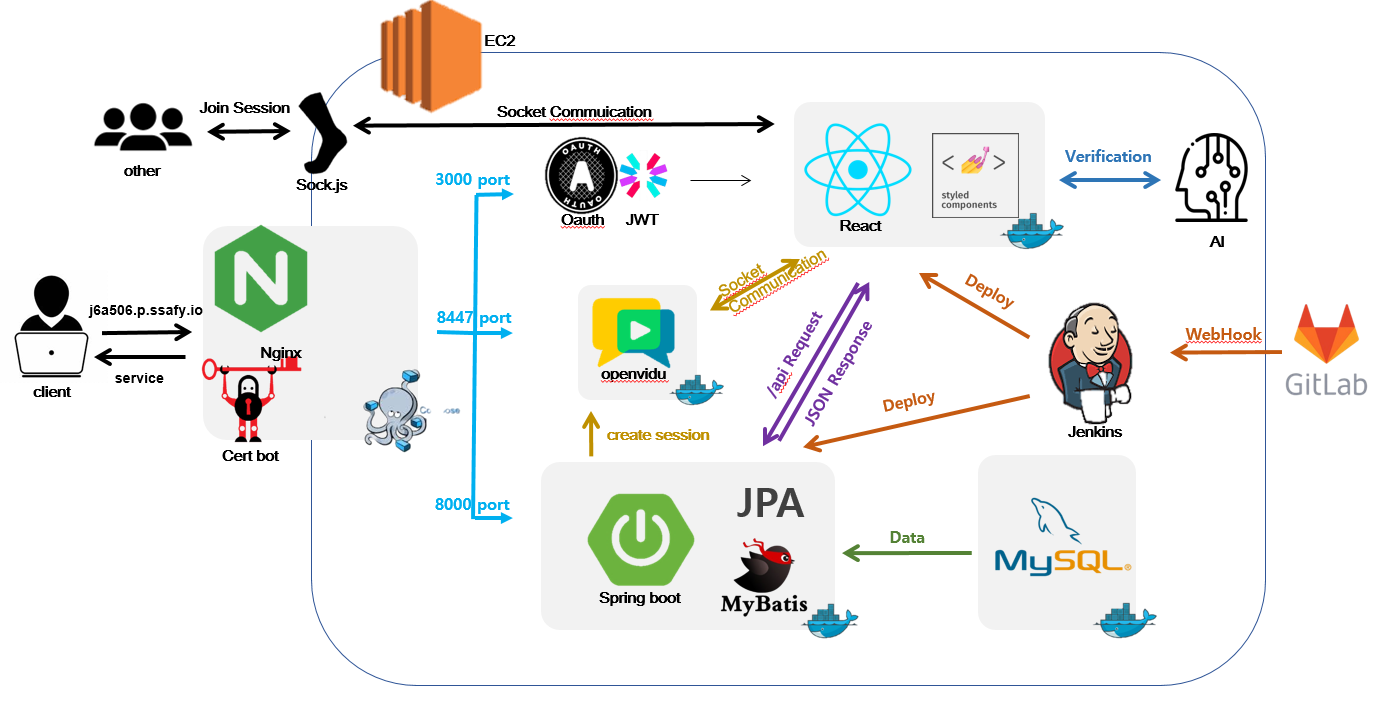 EC2
Join Session
Socket Commuication
other
Sock.js
3000 port
OAUTH
A
OAUTH
Oauth
JWT
< >
styled
components
React
Verification
AI
N
Nginx
j6a506.p.ssafy.io
service
client
Cert bot
8447 port
openvidu
Socket
Communication
/api Request
JSON Response
Deploy
Deploy
Jenkins
WebHook
GitLab
create session
8000 port
Spring boot
JPA
MyBatis
Data
MySQL®